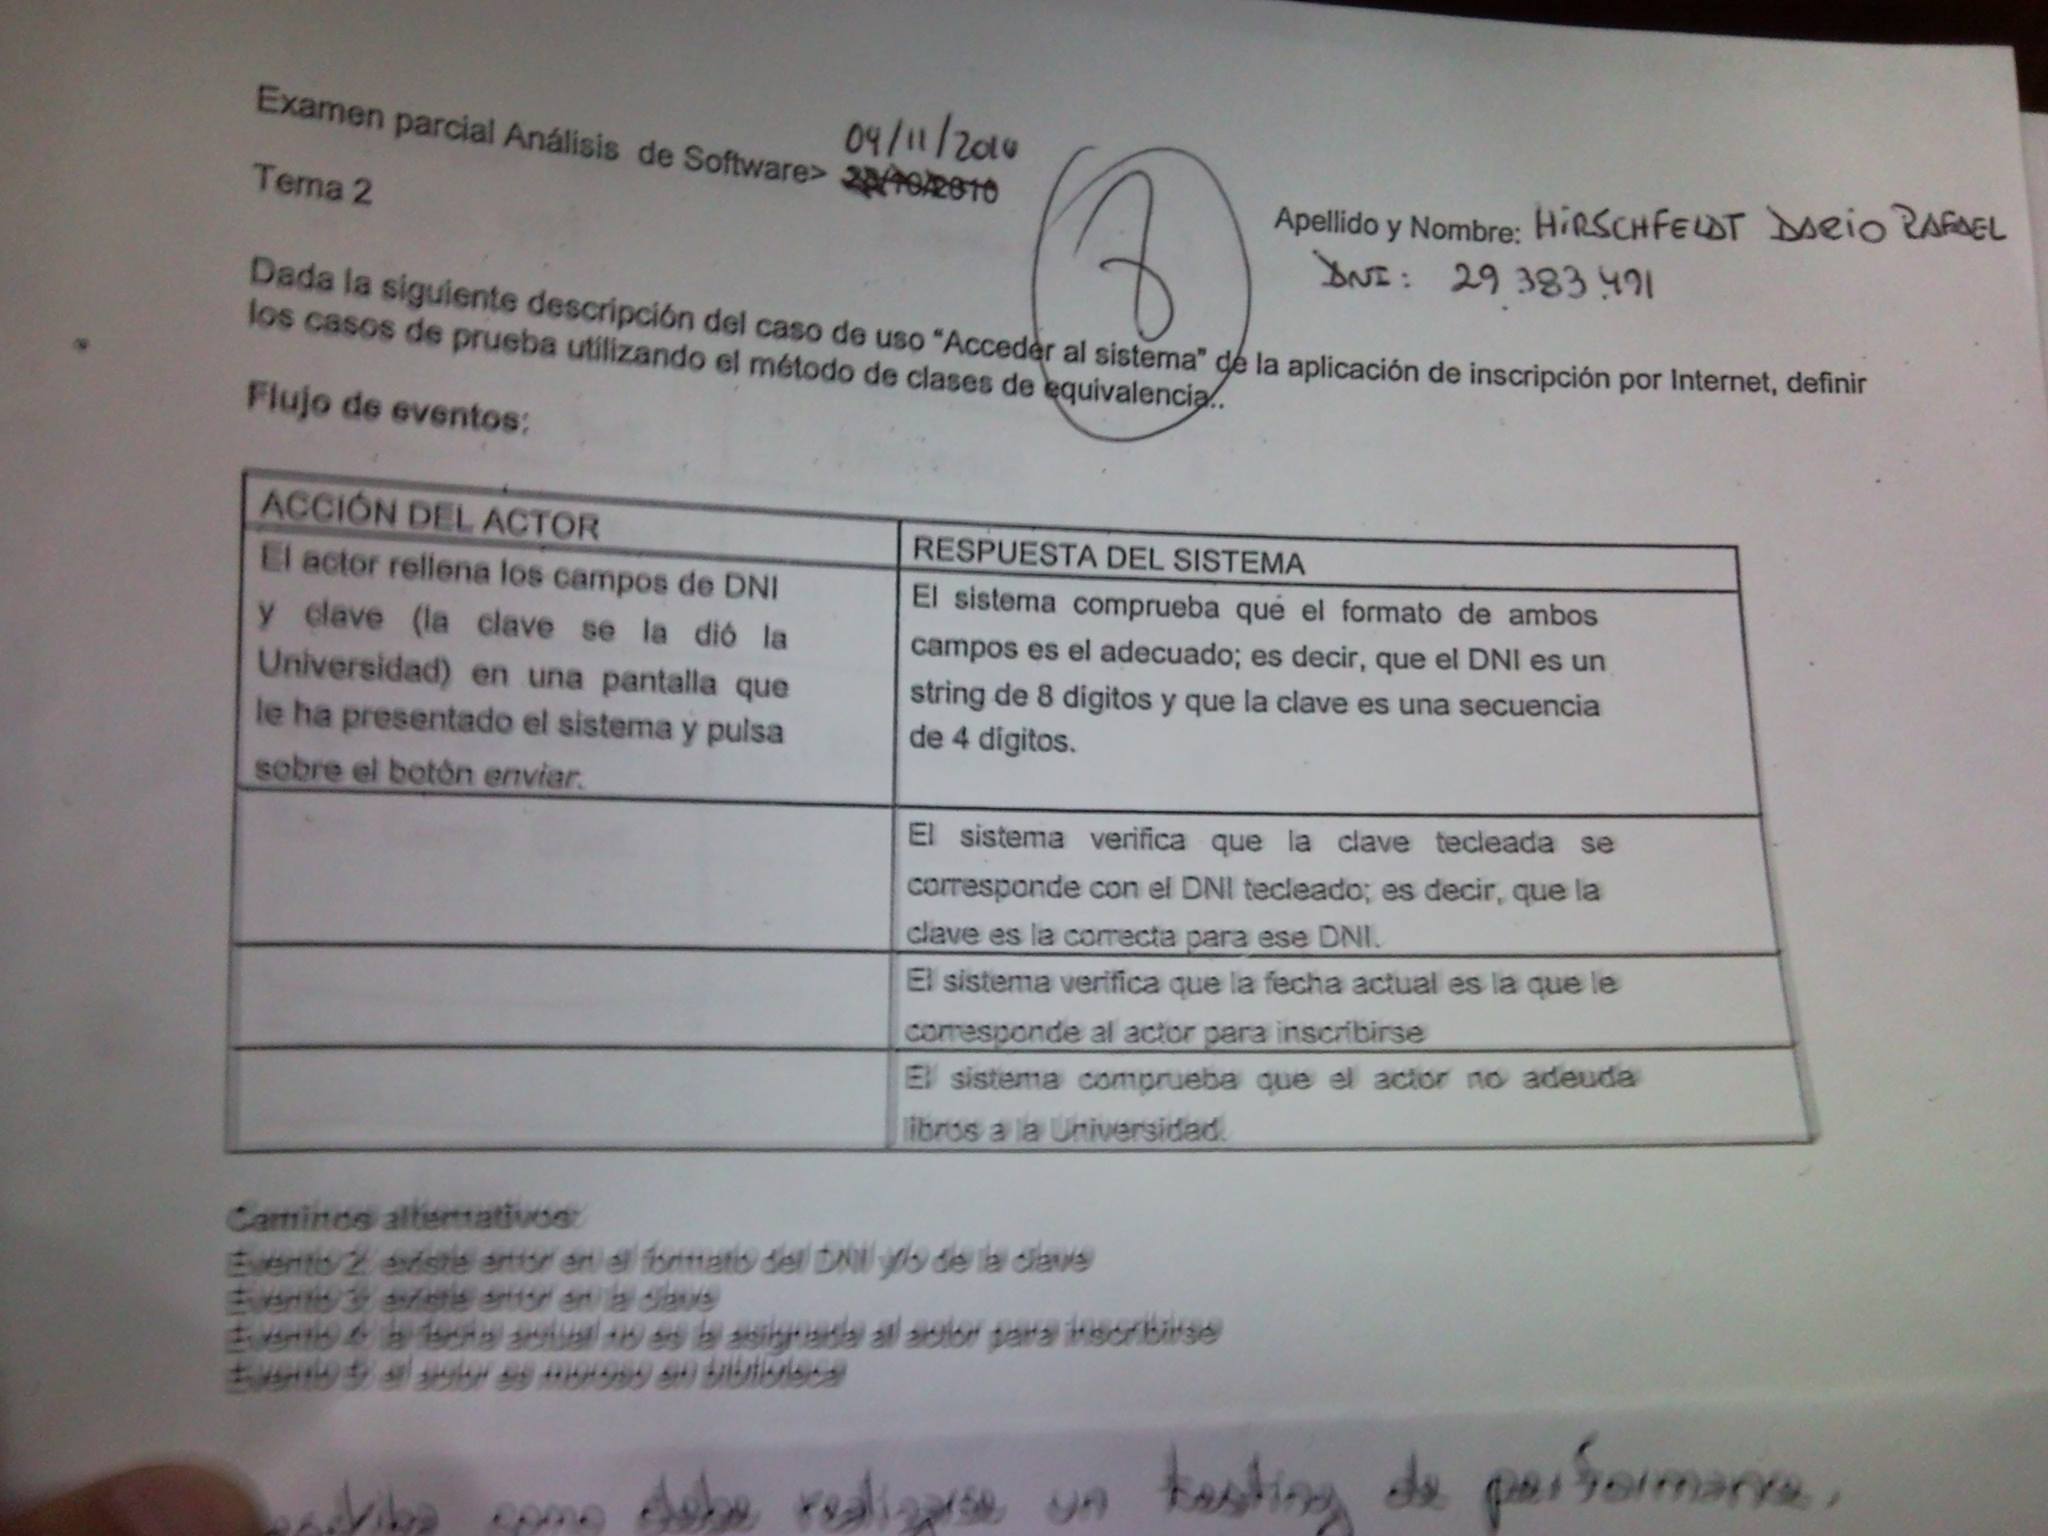 Examen parcial Análisis de Software> 04/11/2010
Tema 2
Apellido y Nombre: HIRSCHFELDT DARIO RAFAEL
DNI: 29.383.491
Dada la siguiente descripción del caso de uso “Acceder al sistema” de la aplicación de inscripción por Internet, definir
los casos de prueba utilizando el método de clases de equivalencia..
Flujo de eventos:
ACCIÓN DEL ACTOR
El actor rellena los campos de DNI
y clave (la clave se la dió la
Universidad) en una pantalla que
le ha presentado el sistema y pulsa
sobre el botón enviar.
RESPUESTA DEL SISTEMA
El sistema comprueba que el formato de ambos
campos es el adecuado; es decir, que el DNI es un
string de 8 dígitos y que la clave es una secuencia
de 4 dígitos.
El sistema verifica que la clave tecleada se
corresponde con el DNI tecleado; es decir, que la
clave es la correcta para ese DNI.
El sistema verifica que la fecha actual es la que le
corresponde al actor para inscribirse
El sistema comprueba que el actor no adeuda
libros a la Universidad.
Caminos alternativos:
Evento 2: existe error en el formato del DNI y/o de la clave
Evento 3: existe error en la clave
Evento 4: la fecha actual no es la asignada al actor para inscribirse
Evento 5: el actor es moroso en biblioteca
como debe realizarse un testing de performance.